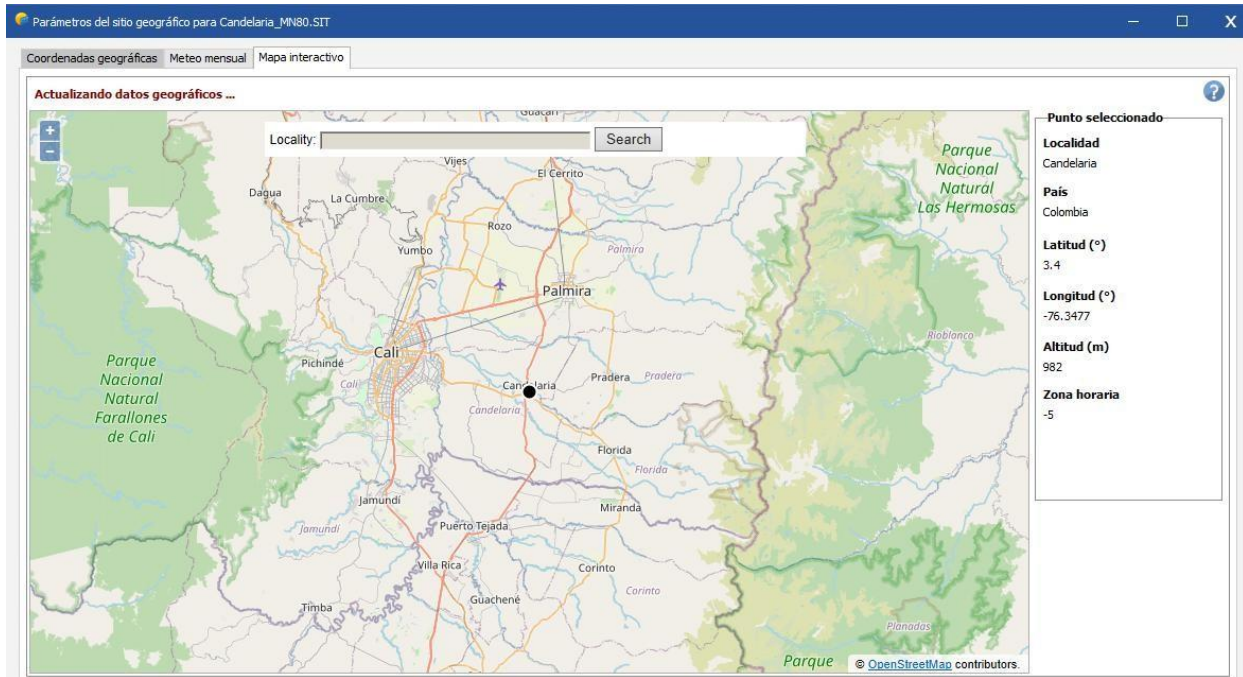 Parámetros del sitio geográfico para Candelaria_MN80.SIT
Coordenadas geográficas Meteo mensual Mapa interactivo
Actualizando datos geográficos ...
?
Punto seleccionado
+
-
Locality: Search
Guacarí
Vijes
El Cerrito
Dagua
La Cumbre
Rozo
Yumbo
Palmira
Palmira
Parque
Nacional
Natural
Las Hermosas
Rioblanco
Parque
Nacional
Natural
Farallones
de Cali
Pichindé
Cali
Cali
Candelaria
Candelaria
Pradera
Pradera
Florida
Florida
Jamundí
Jamundí
Puerto Tejada
Miranda
Villa Rica
Guachené
Corinto
Corinto
Timba
Planadas
Parque
© OpenStreetMap contributors.
Localidad
Candelaria
País
Colombia
Latitud (°)
3.4
Longitud (°)
-76.3477
Altitud (m)
982
Zona horaria
-5